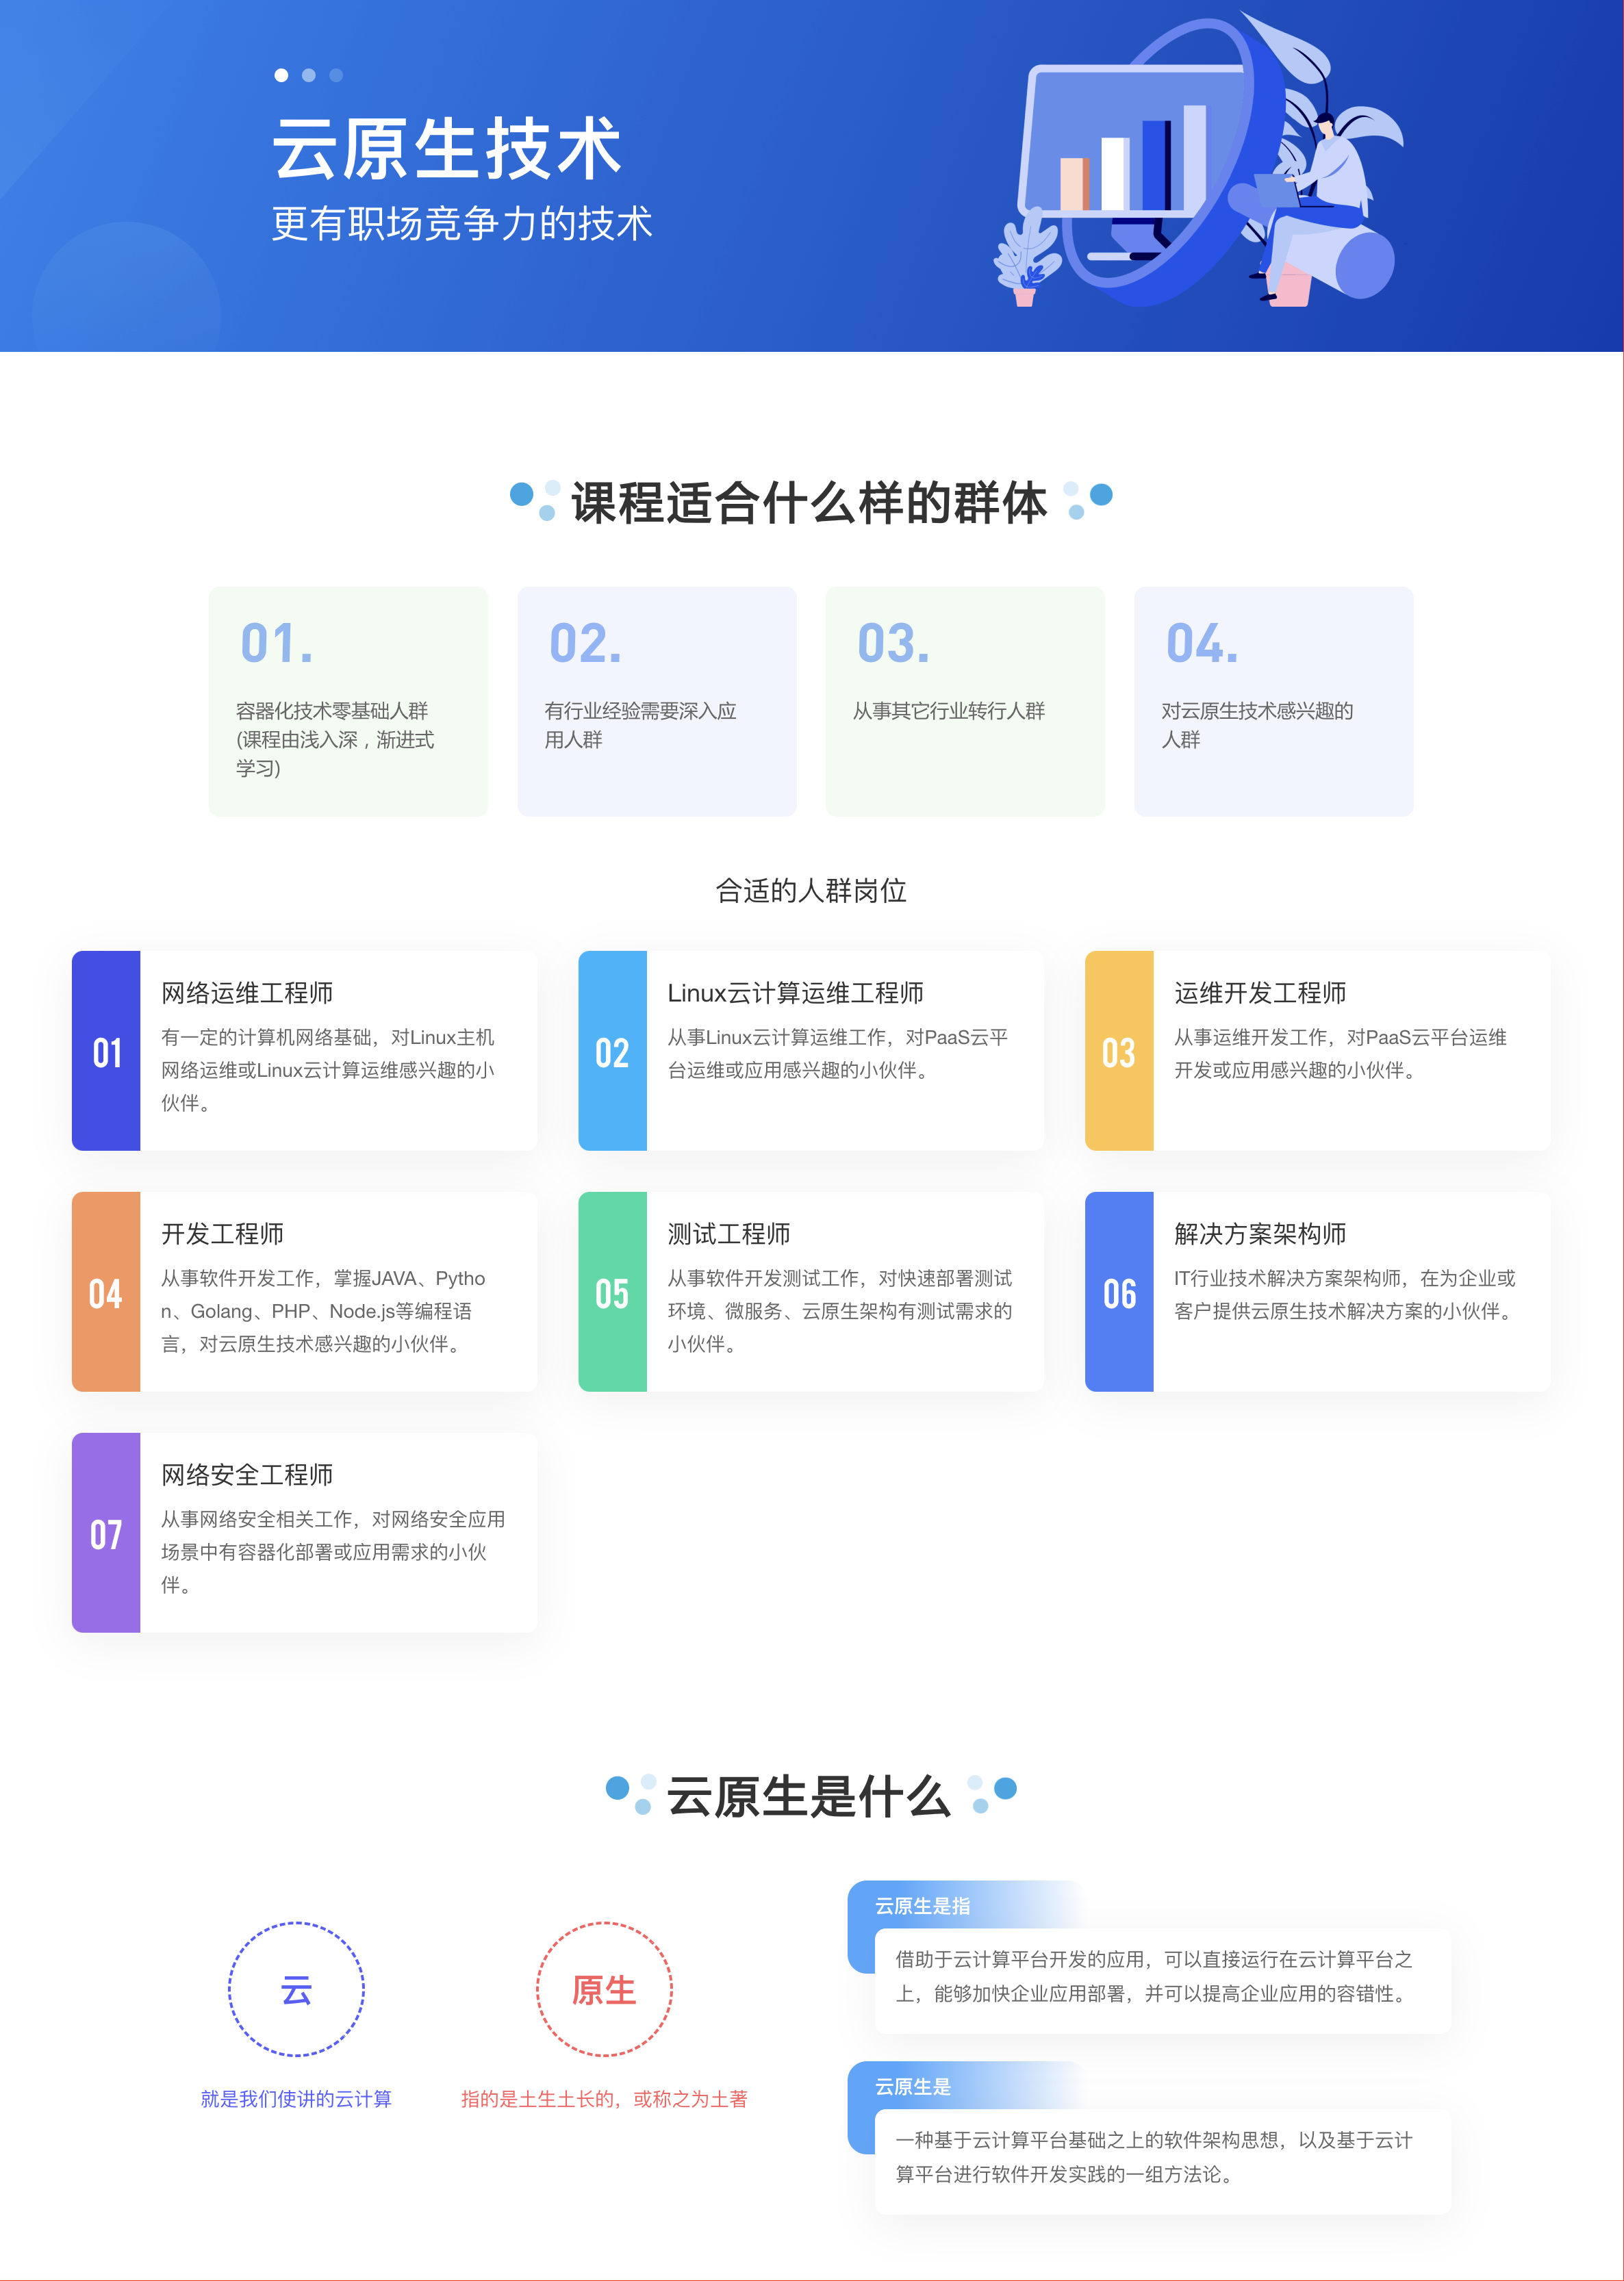 云原生技术
更有职场竞争力的技术
课程适合什么样的群体
01.
容器化技术零基础人群
(课程由浅入深，渐进式
学习)
02.
有行业经验需要深入应
用人群
03.
从事其它行业转行人群
04.
对云原生技术感兴趣的
人群
合适的人群岗位
01
网络运维工程师
有一定的计算机网络基础，对Linux主机
网络运维或Linux云计算运维感兴趣的小
伙伴。
02
Linux云计算运维工程师
从事Linux云计算运维工作，对PaaS云平
台运维或应用感兴趣的小伙伴。
03
运维开发工程师
从事运维开发工作，对PaaS云平台运维
开发或应用感兴趣的小伙伴。
04
开发工程师
从事软件开发工作，掌握JAVA、Pytho
n、Golang、PHP、Node.js等编程语
言，对云原生技术感兴趣的小伙伴。
05
测试工程师
从事软件开发测试工作，对快速部署测试
环境、微服务、云原生架构有测试需求的
小伙伴。
06
解决方案架构师
IT行业技术解决方案架构师，在为企业或
客户提供云原生技术解决方案的小伙伴。
07
网络安全工程师
从事网络安全相关工作，对网络安全应用
场景中有容器化部署或应用需求的小伙
伴。
云原生是什么
云
就是我们使讲的云计算
原生
指的是土生土长的，或称之为土著
云原生是指
借助于云计算平台开发的应用，可以直接运行在云计算平台之
上，能够加快企业应用部署，并可以提高企业应用的容错性。
云原生是
一种基于云计算平台基础之上的软件架构思想，以及基于云计
算平台进行软件开发实践的一组方法论。